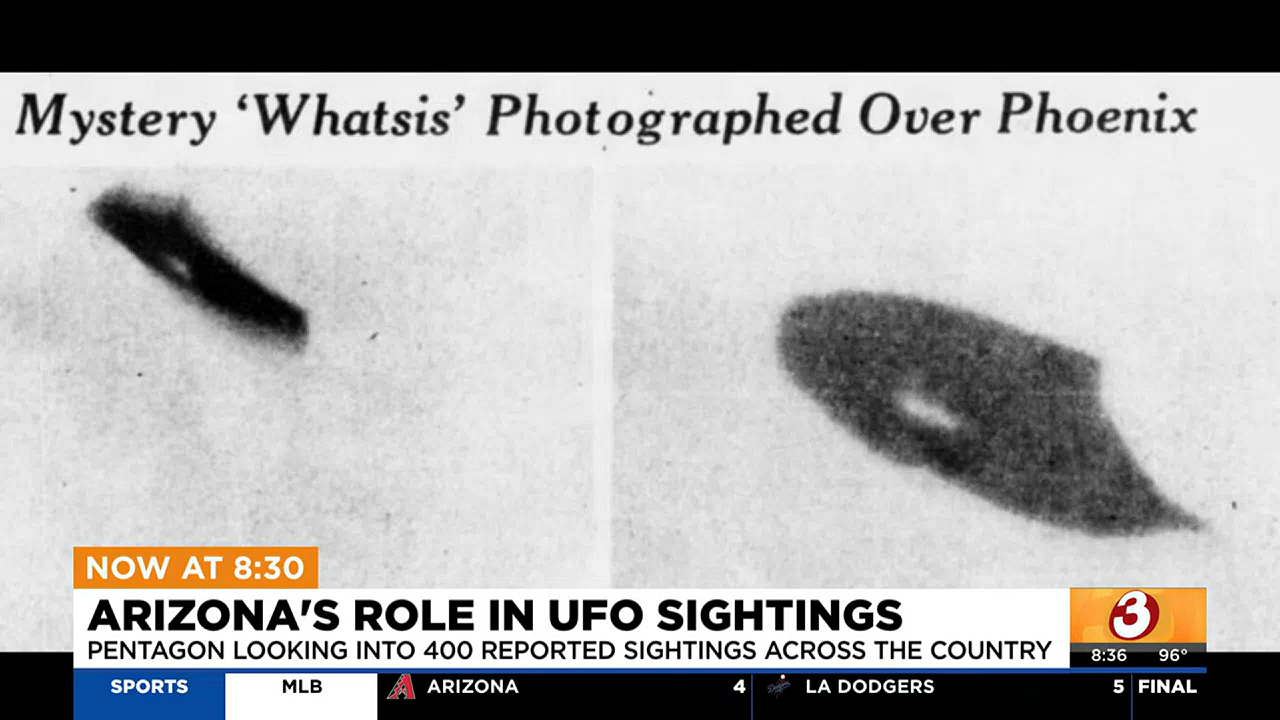 Mystery ‘Whatsis’ Photographed Over Phoenix
NOW AT 8:30
ARIZONA'S ROLE IN UFO SIGHTINGS
PENTAGON LOOKING INTO 400 REPORTED SIGHTINGS ACROSS THE COUNTRY
3
8:36 96°
SPORTS MLB ARIZONA 4 LA DODGERS 5 FINAL